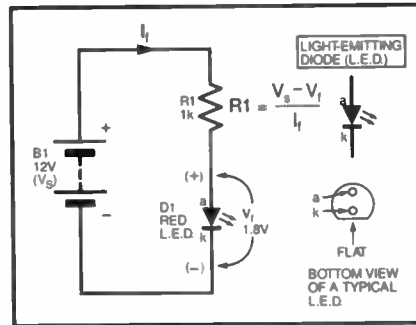 If
LIGHT-EMITTING
DIODE (L.E.D.)
R1
1k
R1 = Vs – Vf
If
a
k
+
B1
12V
(VS)
–
(+)
a
D1
RED
L.E.D.
k
Vf
1.8V
(–)
a
k
FLAT
BOTTOM VIEW
OF A TYPICAL
L.E.D.